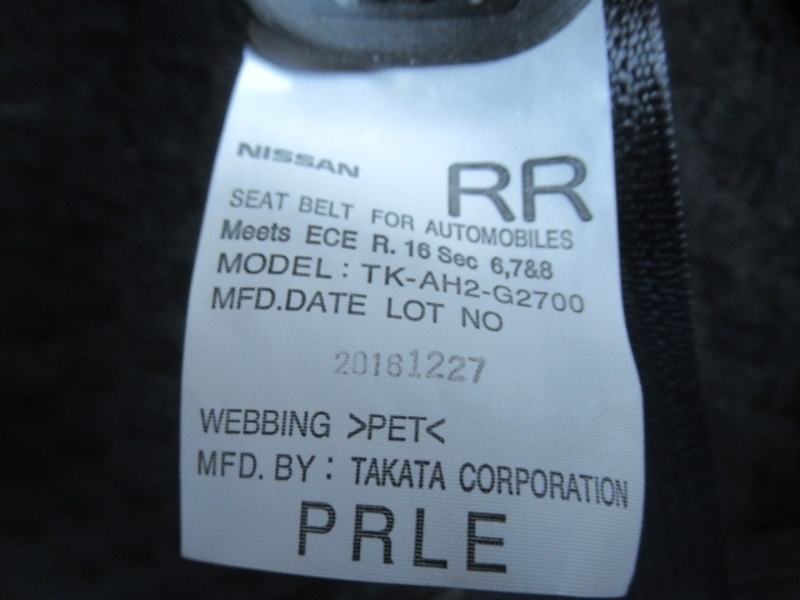 NISSAN RR
SEAT BELT FOR AUTOMOBILES
Meets ECE R. 16 Sec 6,7&8
MODEL : TK-AH2-G2700
MFD.DATE LOT NO
20161227
WEBBING >PET<
MFD. BY : TAKATA CORPORATION
PRLE